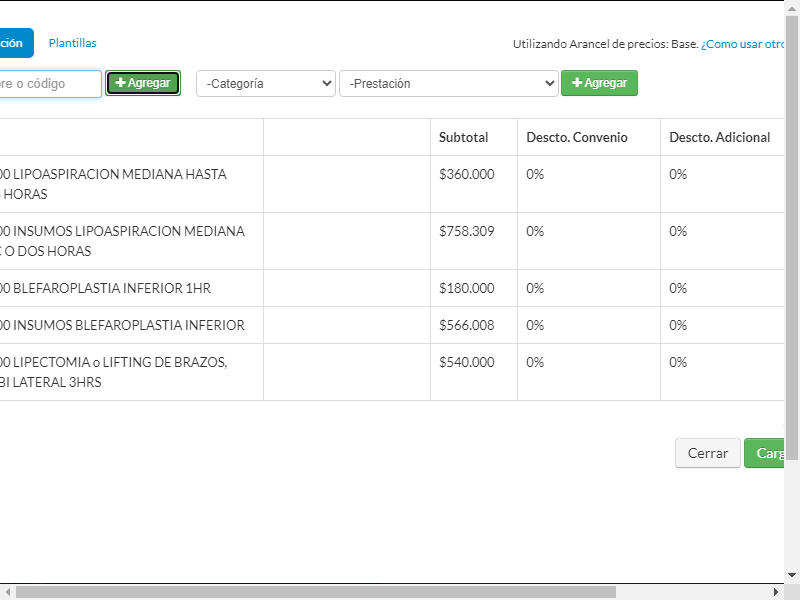 ción Plantillas Utilizando Arancel de precios: Base. ¿Como usar otro
re o código Agregar -Categoría -Prestación Agregar
Subtotal Descto. Convenio Descto. Adicional
00 LIPOASPIRACION MEDIANA HASTA $360.000 0% 0%
HORAS
00 INSUMOS LIPOASPIRACION MEDIANA $758.309 0% 0%
O DOS HORAS
00 BLEFAROPLASTIA INFERIOR 1HR $180.000 0% 0%
00 INSUMOS BLEFAROPLASTIA INFERIOR $566.008 0% 0%
00 LIPECTOMIA o LIFTING DE BRAZOS, $540.000 0% 0%
BI LATERAL 3HRS
Cerrar Carg